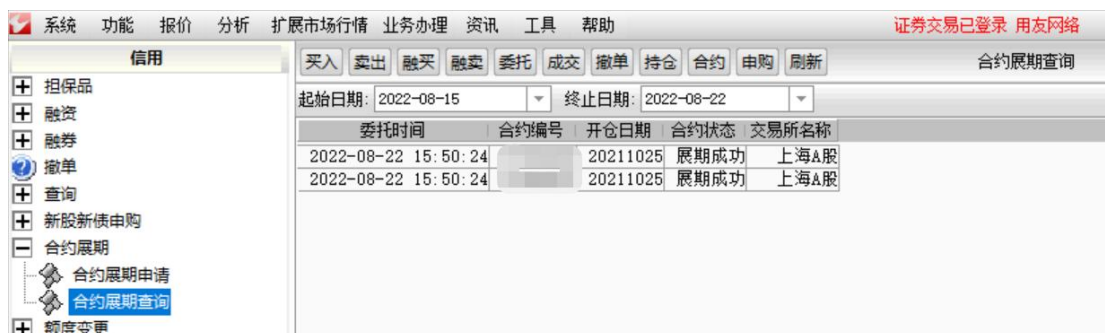 系统 功能 报价 分析 扩展市场行情 业务办理 资讯 工具 帮助 证券交易已登录 用友网络
信用 买入 卖出 融买 融卖 委托 成交 撤单 持仓 合约 申购 刷新 合约展期查询
担保品
起始日期: 2022-08-15 终止日期: 2022-08-22
融资
委托时间 合约编号 开仓日期 合约状态 交易所名称
融券
2022-08-22 15:50:24 20211025 展期成功 上海A股
撤单
2022-08-22 15:50:24 20211025 展期成功 上海A股
查询
新股新债申购
合约展期
合约展期申请
合约展期查询
额度变更